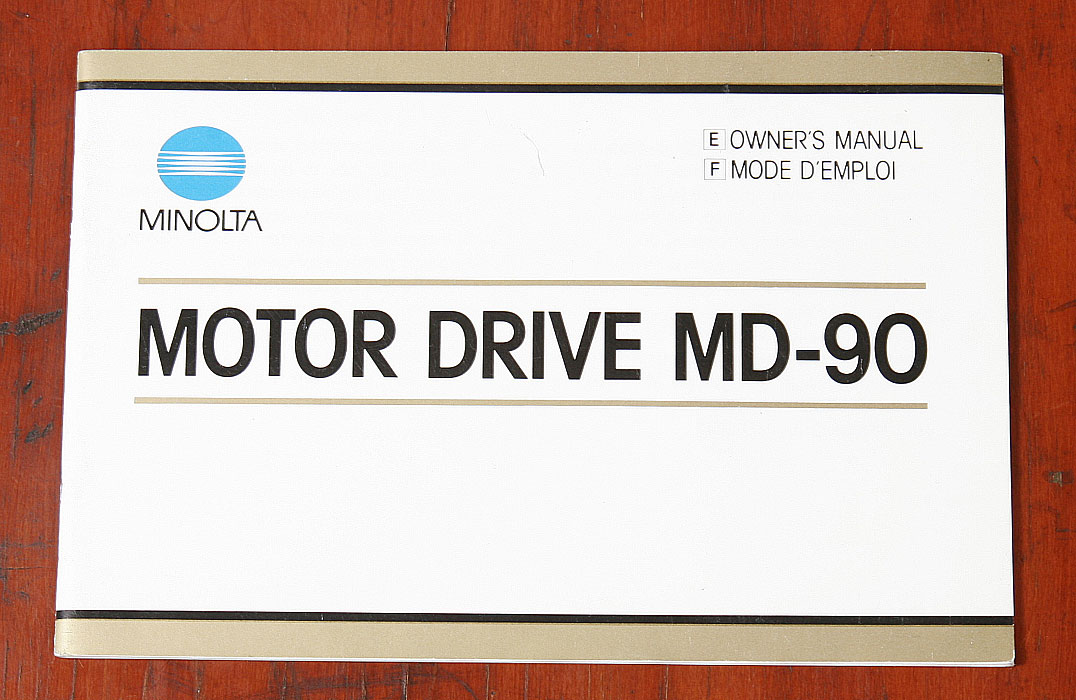 MINOLTA
E OWNER'S MANUAL
F MODE D'EMPLOI
MOTOR DRIVE MD-90